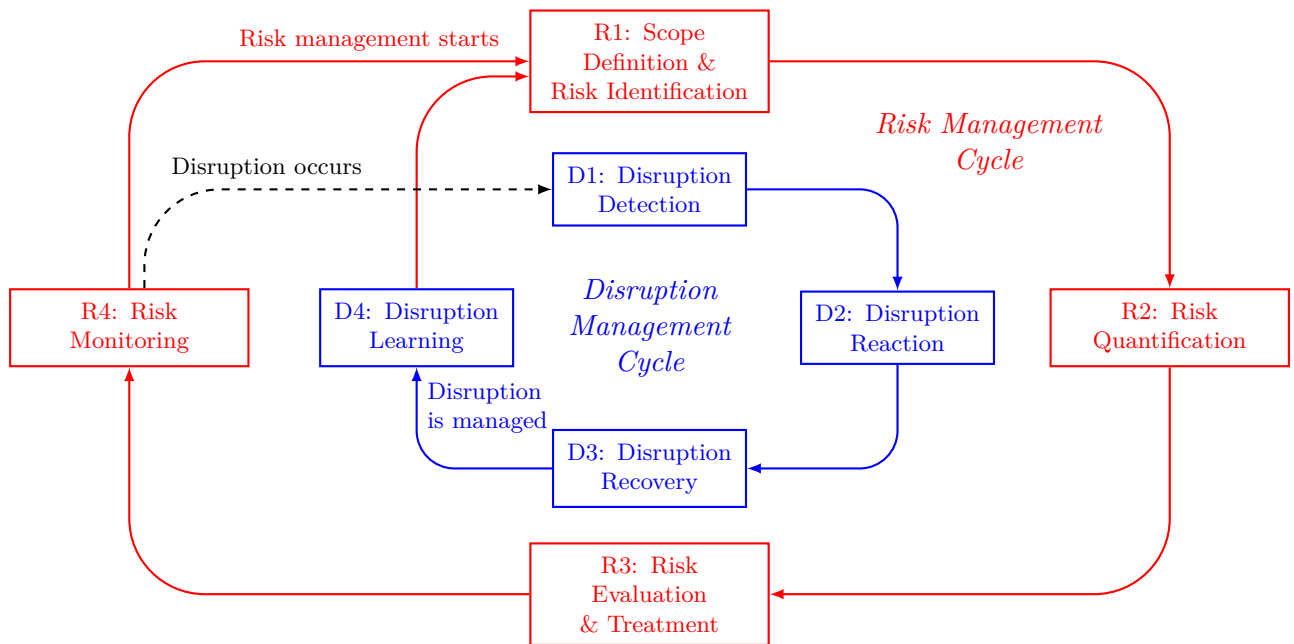 Risk management starts
R1: Scope
Definition &
Risk Identification
Risk Management
Cycle
Disruption occurs
D1: Disruption
Detection
R4: Risk
Monitoring
D4: Disruption
Learning
Disruption
Management
Cycle
D2: Disruption
Reaction
R2: Risk
Quantification
Disruption
is managed
D3: Disruption
Recovery
R3: Risk
Evaluation
& Treatment